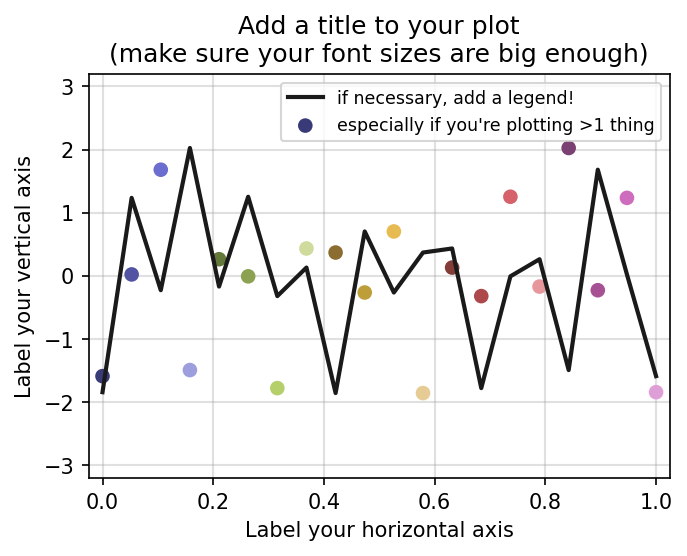 Add a title to your plot
(make sure your font sizes are big enough)
if necessary, add a legend!
especially if you're plotting >1 thing
Label your vertical axis
3
2
1
0
−1
−2
−3
0.0 0.2 0.4 0.6 0.8 1.0
Label your horizontal axis